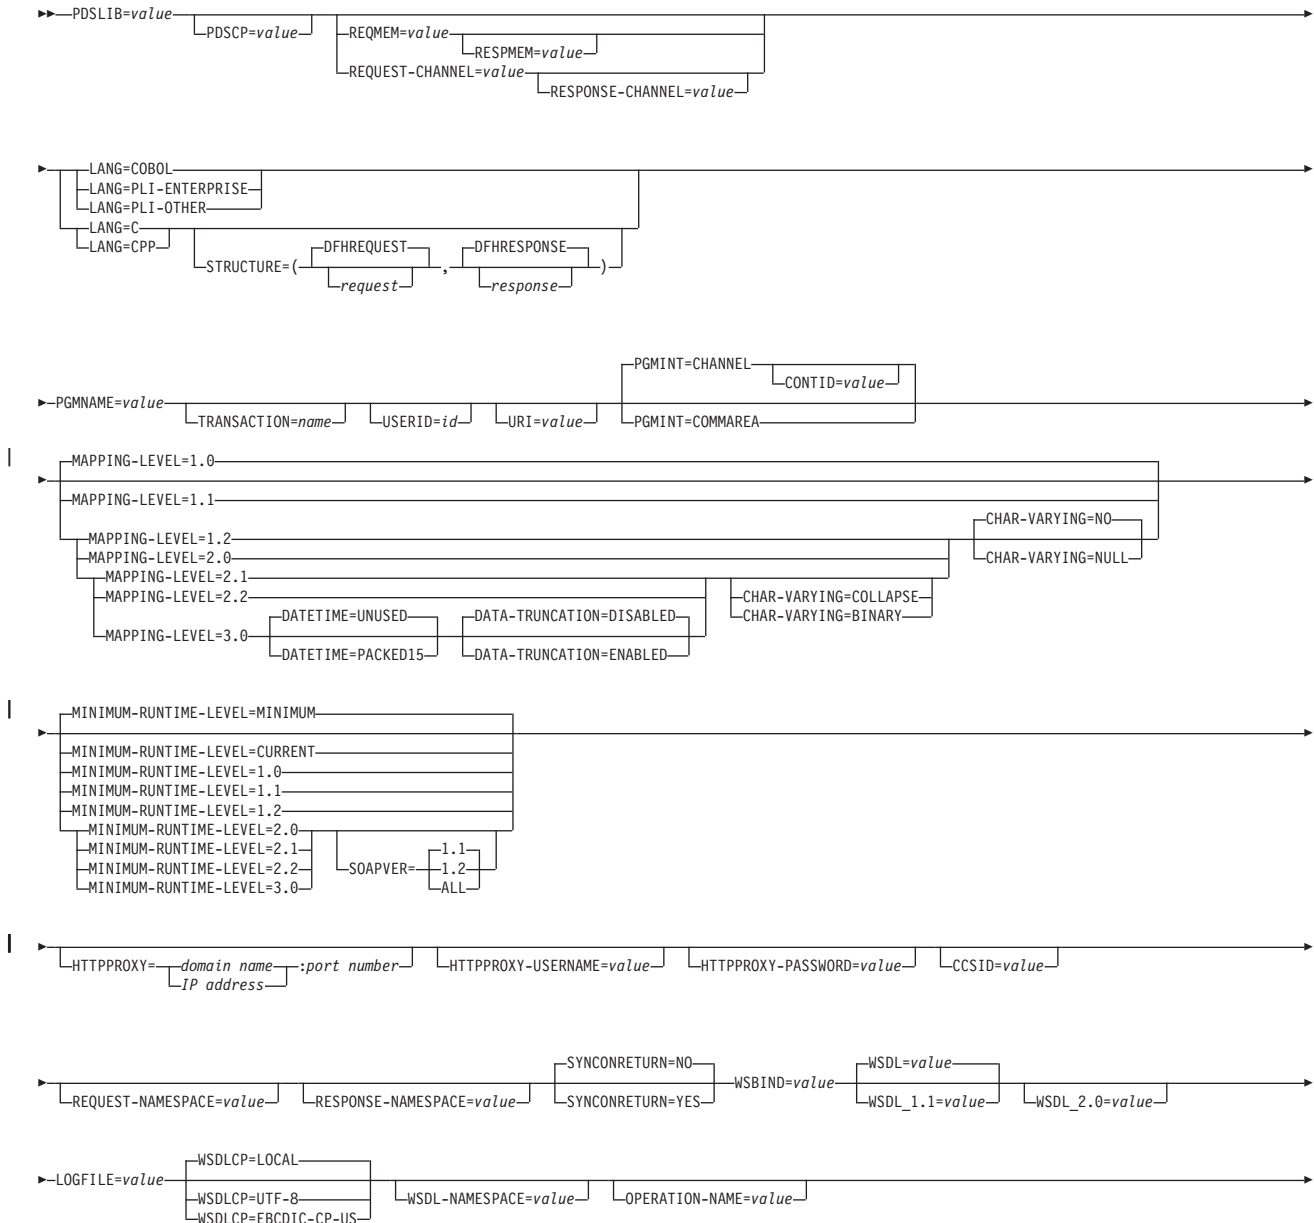 PDSLIB=value
PDSCP=value
REQMEM=value
RESPMEM=value
REQUEST-CHANNEL=value
RESPONSE-CHANNEL=value
LANG=COBOL
LANG=PLI-ENTERPRISE
LANG=PLI-OTHER
LANG=C
LANG=CPP
DFHREQUEST DFHRESPONSE
STRUCTURE=( , )
request response
PGMINT=CHANNEL
CONTID=value
PGMNAME=value
TRANSACTION=name USERID=id URI=value PGMINT=COMMAREA
MAPPING-LEVEL=1.0
MAPPING-LEVEL=1.1
CHAR-VARYING=NO
MAPPING-LEVEL=1.2
MAPPING-LEVEL=2.0 CHAR-VARYING=NULL
MAPPING-LEVEL=2.1
MAPPING-LEVEL=2.2 CHAR-VARYING=COLLAPSE
DATETIME=UNUSED DATA-TRUNCATION=DISABLED CHAR-VARYING=BINARY
MAPPING-LEVEL=3.0
DATETIME=PACKED15 DATA-TRUNCATION=ENABLED
MINIMUM-RUNTIME-LEVEL=MINIMUM
MINIMUM-RUNTIME-LEVEL=CURRENT
MINIMUM-RUNTIME-LEVEL=1.0
MINIMUM-RUNTIME-LEVEL=1.1
MINIMUM-RUNTIME-LEVEL=1.2
MINIMUM-RUNTIME-LEVEL=2.0
MINIMUM-RUNTIME-LEVEL=2.1 1.1
MINIMUM-RUNTIME-LEVEL=2.2 SOAPVER= 1.2
MINIMUM-RUNTIME-LEVEL=3.0 ALL
HTTPPROXY= domain name :port number HTTPPROXY-USERNAME=value HTTPPROXY-PASSWORD=value CCSID=value
IP address
SYNCONRETURN=NO WSDL=value
WSBIND=value
REQUEST-NAMESPACE=value RESPONSE-NAMESPACE=value SYNCONRETURN=YES WSDL_1.1=value WSDL_2.0=value
WSDLCP=LOCAL
LOGFILE=value
WSDLCP=UTF-8 WSDL-NAMESPACE=value OPERATION-NAME=value
WSDLCP=EBCDIC-CP-US